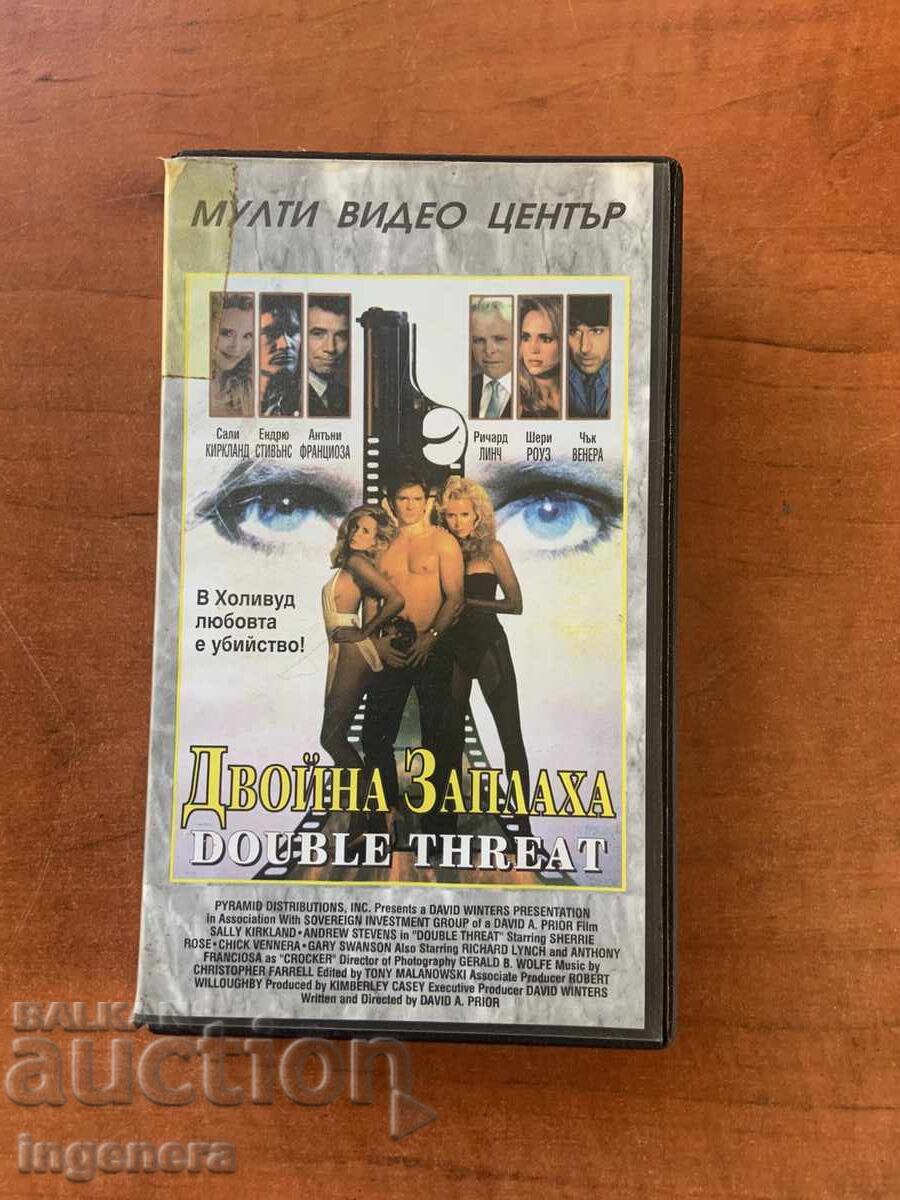 МУЛТИ ВИДЕО ЦЕНТЪР
Сали КИРКЛАНД
Ендрю СТИВЪНС
Антъни ФРАНЦИОЗА
Ричард ЛИНЧ
Шери РОУЗ
Чък ВЕНЕРА
В Холивуд
любовта
е убийство!
ДВОЙНА ЗАПЛАХА
DOUBLE THREAT
PYRAMID DISTRIBUTIONS, INC. Presents a DAVID WINTERS PRESENTATION
in Association With SOVEREIGN INVESTMENT GROUP of a DAVID A. PRIOR Film
SALLY KIRKLAND • ANDREW STEVENS in "DOUBLE THREAT" Starring SHERRIE
ROSE • CHICK VENNERA • GARY SWANSON Also Starring RICHARD LYNCH and ANTHONY
FRANCIOSA as "CROCKER" Director of Photography GERALD B. WOLFE Music by
CHRISTOPHER FARRELL Edited by TONY MALANOWSKI Associate Producer ROBERT
WILLOUGHBY Produced by KIMBERLEY CASEY Executive Producer DAVID WINTERS
Written and Directed by DAVID A. PRIOR
BALKAN
auction
ingenera